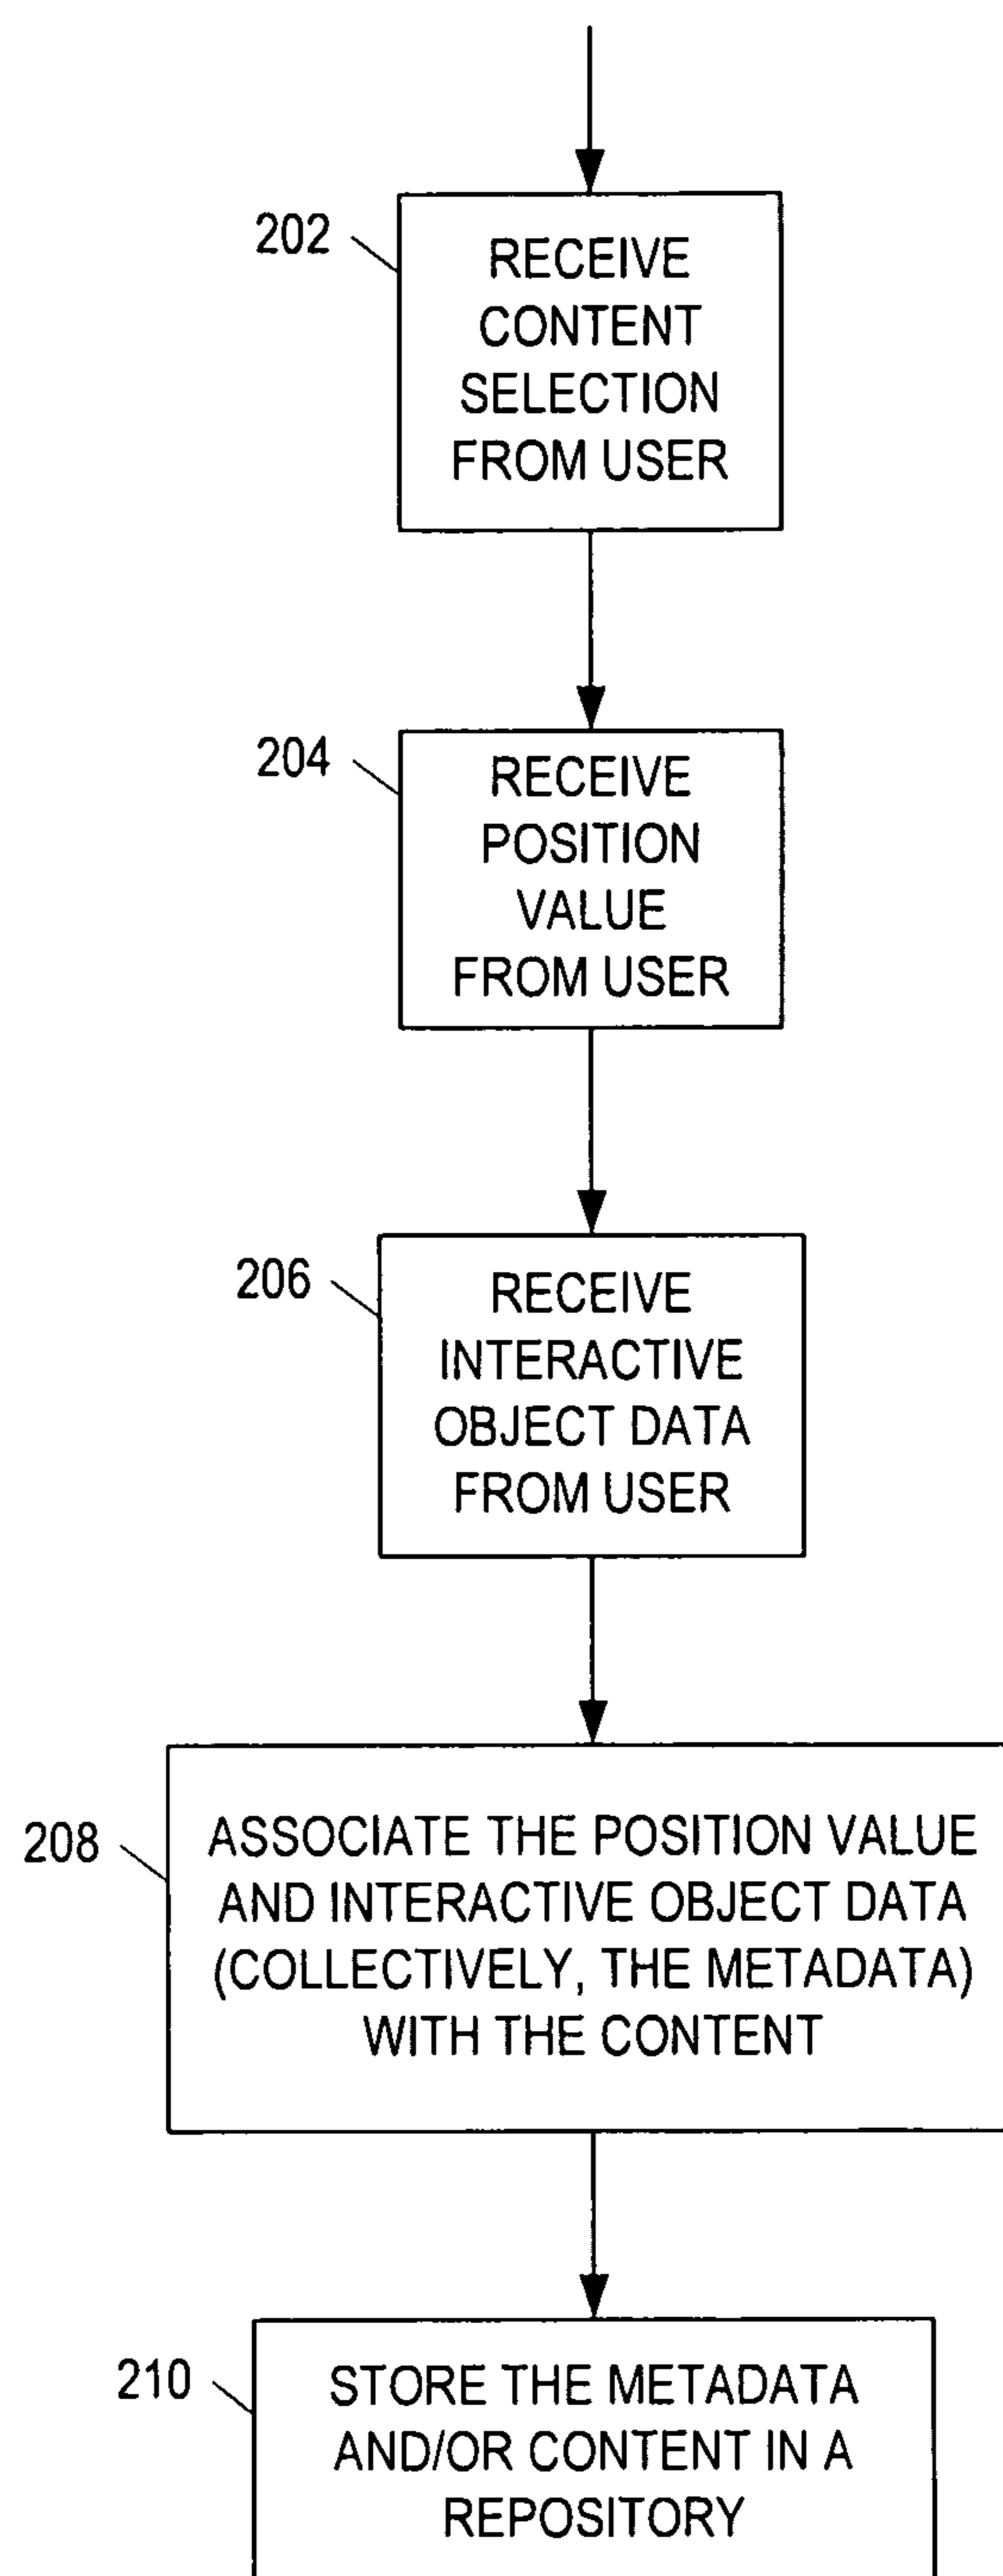 202
RECEIVE
CONTENT
SELECTION
FROM USER
204
RECEIVE
POSITION
VALUE
FROM USER
206
RECEIVE
INTERACTIVE
OBJECT DATA
FROM USER
208
ASSOCIATE THE POSITION VALUE
AND INTERACTIVE OBJECT DATA
(COLLECTIVELY, THE METADATA)
WITH THE CONTENT
210
STORE THE METADATA
AND/OR CONTENT IN A
REPOSITORY